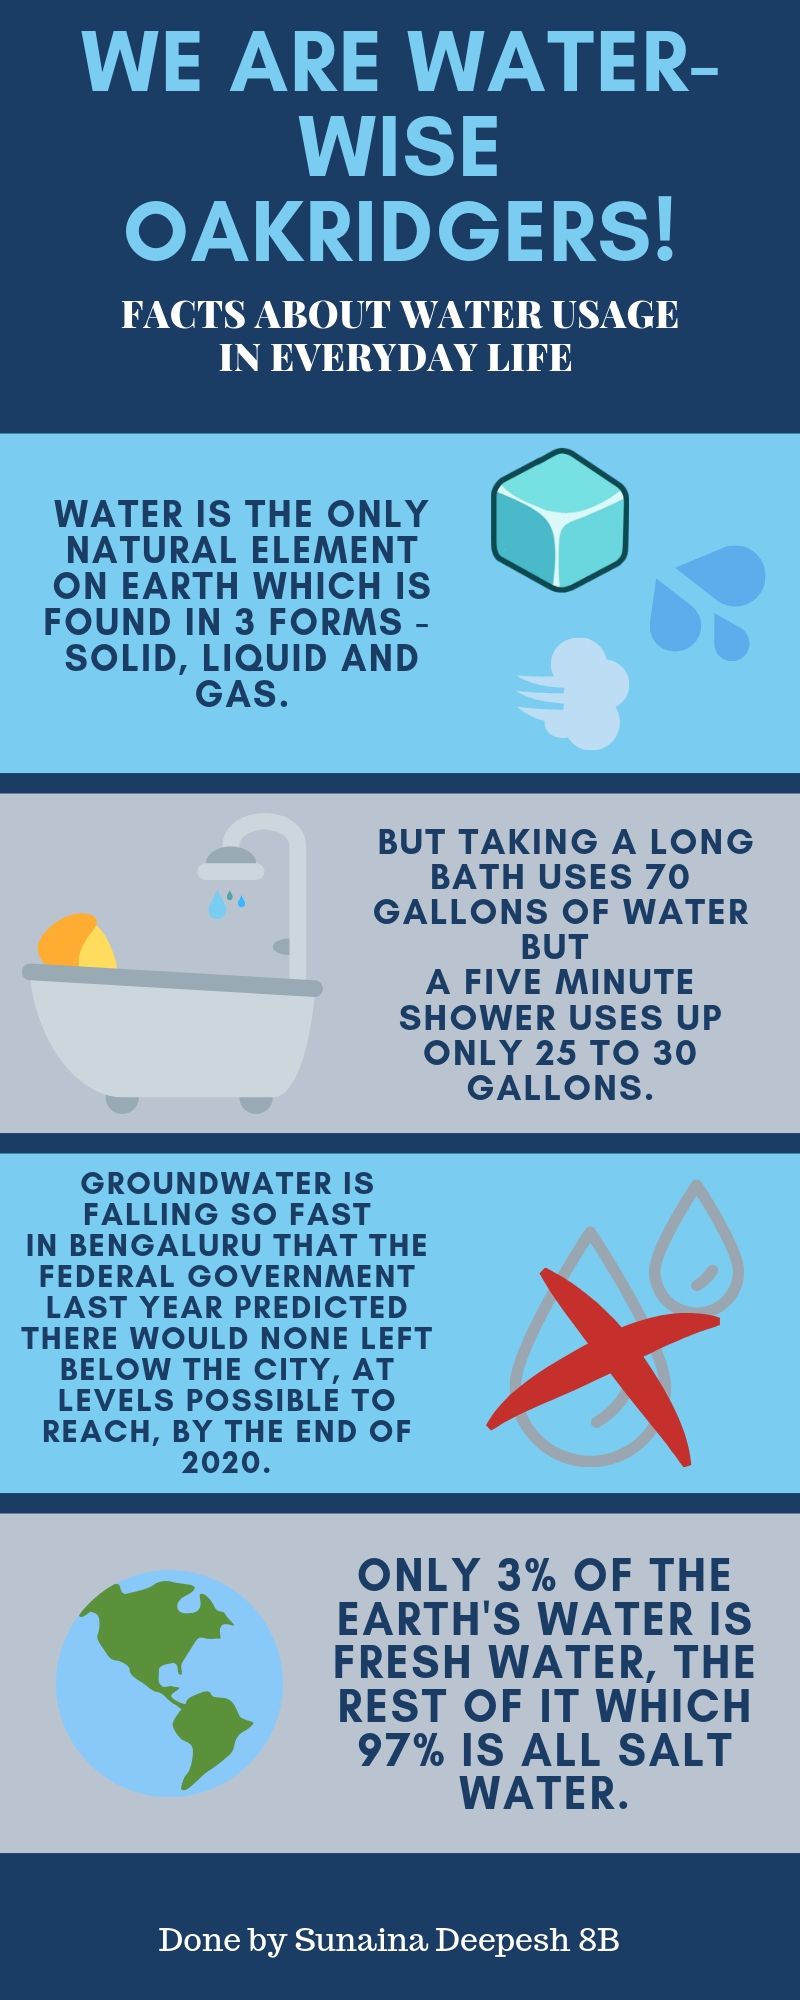 WE ARE WATER-
WISE
OAKRIDGERS!
FACTS ABOUT WATER USAGE
IN EVERYDAY LIFE
WATER IS THE ONLY
NATURAL ELEMENT
ON EARTH WHICH IS
FOUND IN 3 FORMS -
SOLID, LIQUID AND
GAS.
BUT TAKING A LONG
BATH USES 70
GALLONS OF WATER
BUT
A FIVE MINUTE
SHOWER USES UP
ONLY 25 TO 30
GALLONS.
GROUNDWATER IS
FALLING SO FAST
IN BENGALURU THAT THE
FEDERAL GOVERNMENT
LAST YEAR PREDICTED
THERE WOULD NONE LEFT
BELOW THE CITY, AT
LEVELS POSSIBLE TO
REACH, BY THE END OF
2020.
ONLY 3% OF THE
EARTH'S WATER IS
FRESH WATER, THE
REST OF IT WHICH
97% IS ALL SALT
WATER.
Done by Sunaina Deepesh 8B